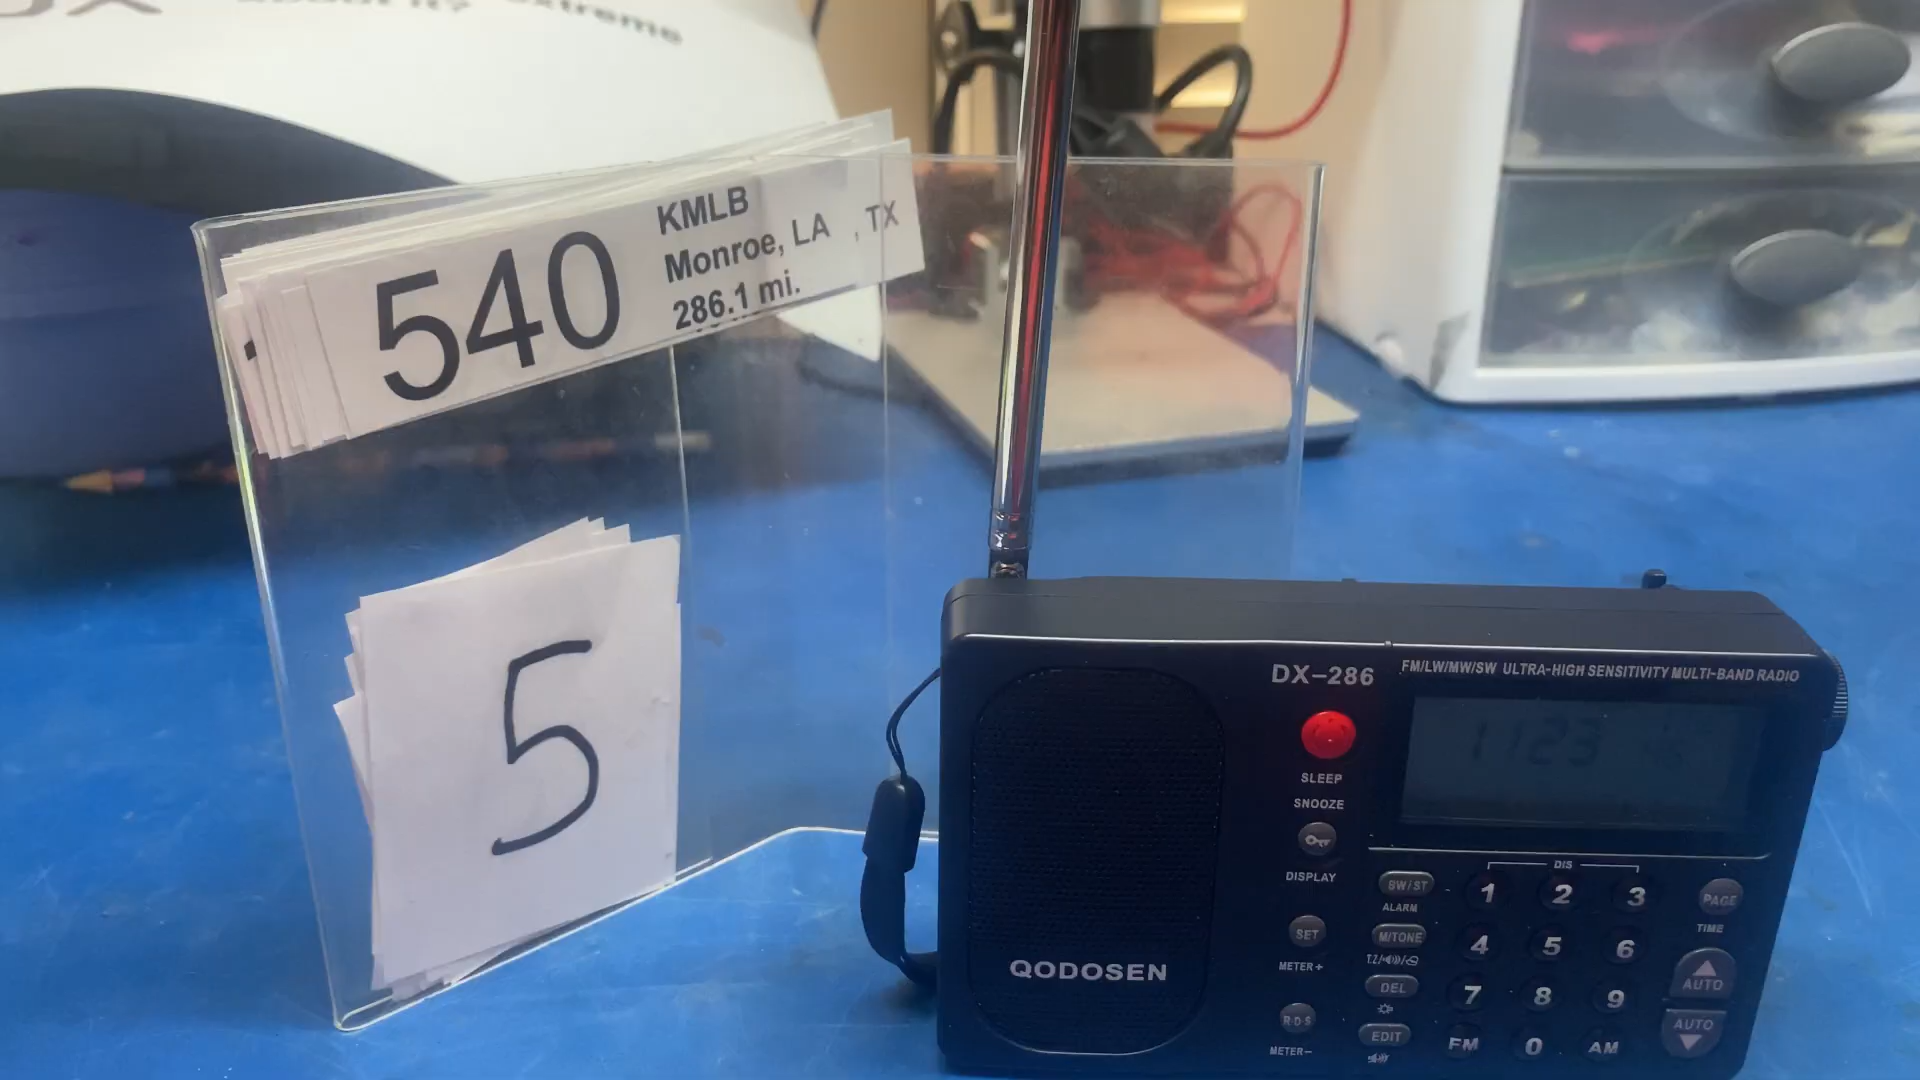 extreme
540
KMLB
Monroe, LA , TX
286.1 mi.
5
DX-286
FM/LW/MW/SW ULTRA-HIGH SENSITIVITY MULTI-BAND RADIO
1123
SLEEP
SNOOZE
DISPLAY
DIS
SW/ST
1 2 3
PAGE
ALARM
TIME
SET
M/TONE
4 5 6
METER+
AUTO
DEL
7 8 9
QODOSEN
R·D·S
EDIT
FM 0 AM
AUTO
METER-